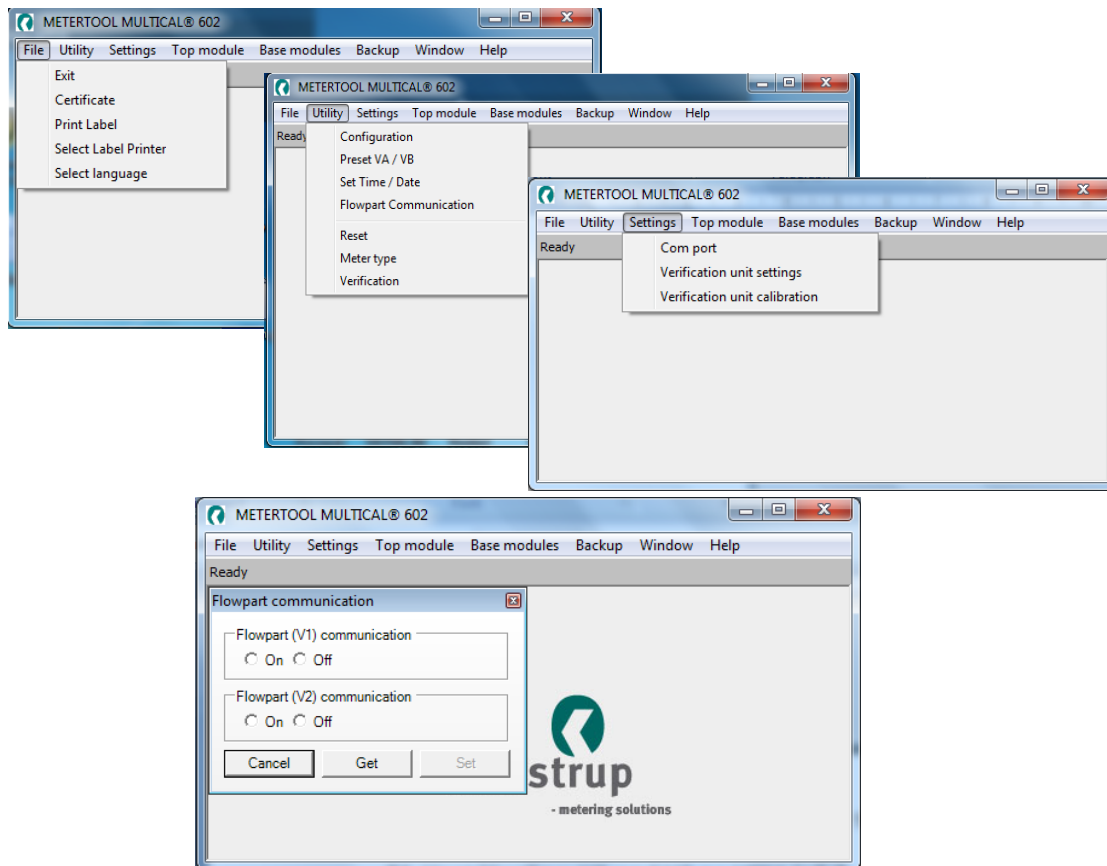 METERTOOL MULTICAL® 602
File Utility Settings Top module Base modules Backup Window Help
Exit
Certificate
Print Label
Select Label Printer
Select language
METERTOOL MULTICAL® 602
File Utility Settings Top module Base modules Backup Window Help
Ready
Configuration
Preset VA / VB
Set Time / Date
Flowpart Communication
Reset
Meter type
Verification
METERTOOL MULTICAL® 602
File Utility Settings Top module Base modules Backup Window Help
Ready
Com port
Verification unit settings
Verification unit calibration
METERTOOL MULTICAL® 602
File Utility Settings Top module Base modules Backup Window Help
Ready
Flowpart communication
Flowpart (V1) communication
On Off
Flowpart (V2) communication
On Off
Cancel Get Set
strup
- metering solutions